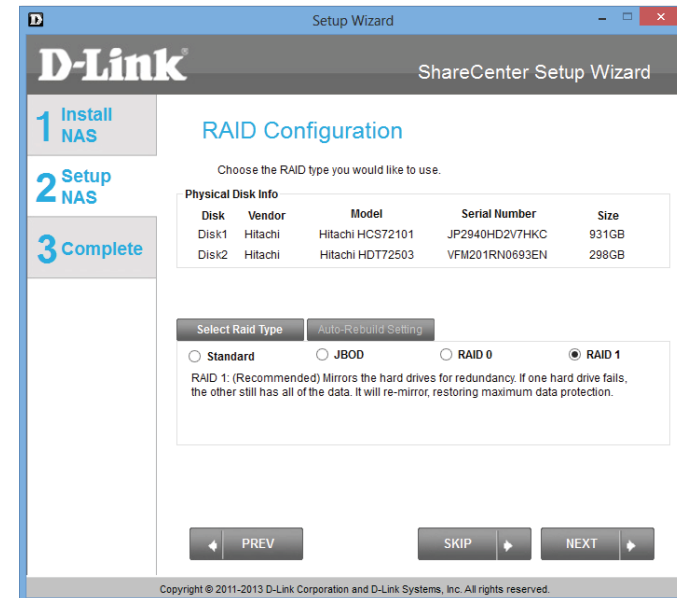 Setup Wizard
D-Link®
ShareCenter Setup Wizard
1 Install NAS
2 Setup NAS
3 Complete
RAID Configuration
Choose the RAID type you would like to use.
Physical Disk Info
Disk Vendor Model Serial Number Size
Disk1 Hitachi Hitachi HCS72101 JP2940HD2V7HKC 931GB
Disk2 Hitachi Hitachi HDT72503 VFM201RN0693EN 298GB
Select Raid Type Auto-Rebuild Setting
Standard JBOD RAID 0 RAID 1
RAID 1: (Recommended) Mirrors the hard drives for redundancy. If one hard drive fails,
the other still has all of the data. It will re-mirror, restoring maximum data protection.
PREV SKIP NEXT
Copyright © 2011-2013 D-Link Corporation and D-Link Systems, Inc. All rights reserved.